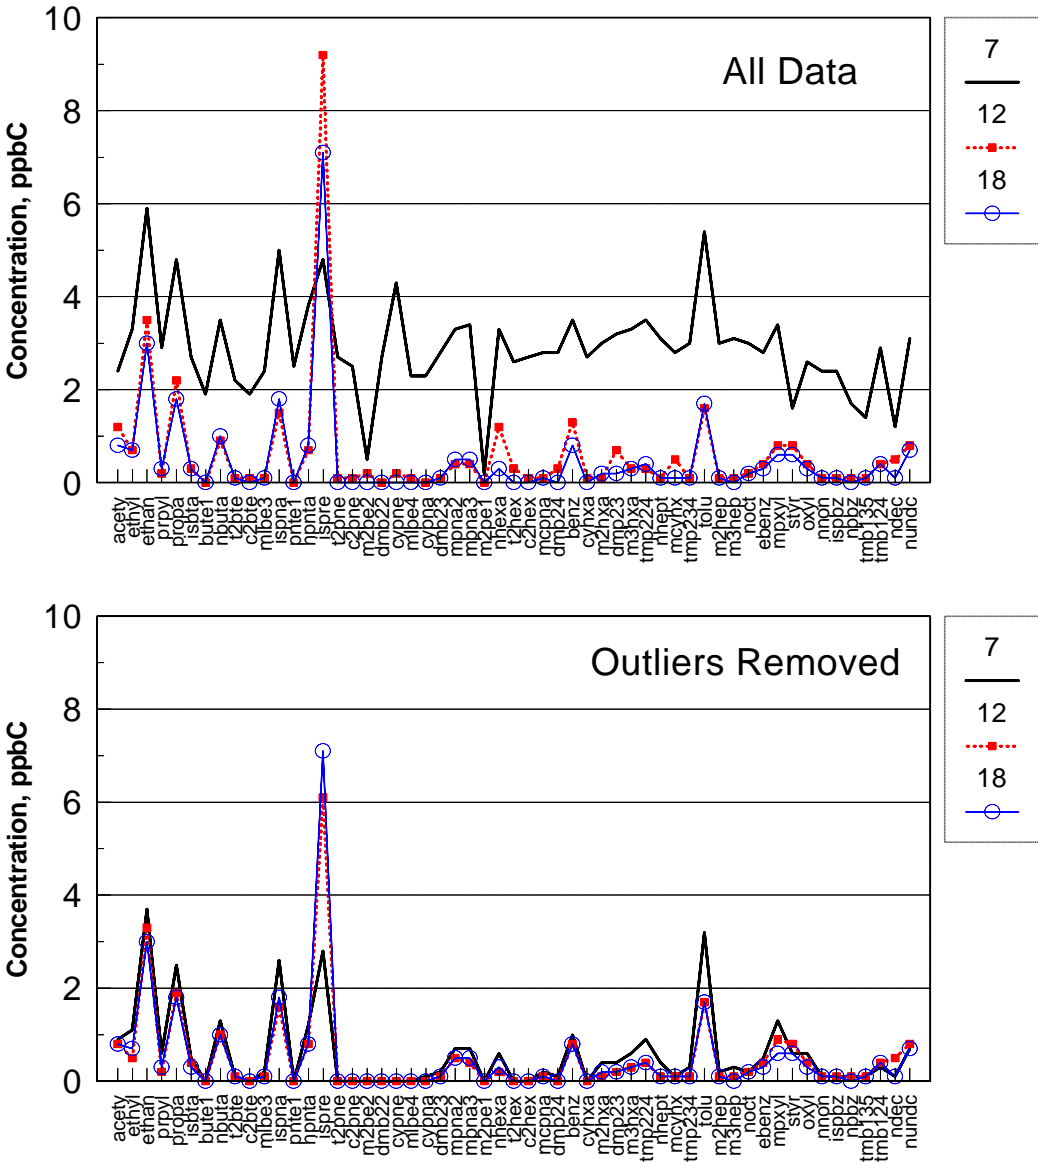 10
8
6
4
2
0
Concentration, ppbC
All Data
7
12
18
acety
ethyl
ethan
prpyl
propa
isbta
bute1
nbuta
t2bte
c2bte
mlbe3
ispna
pnte1
npnta
ispre
t2pne
c2pne
m2pe2
dmb22
cypne
mlbe4
cypna
dmb23
mpna2
mpna3
m2pe1
nhexa
t2hex
c2hex
mcpna
dmp24
benz
cyhxa
m2hxa
dmp23
m3hxa
tmp224
nhept
mcyhx
tmp234
tolu
m2hep
m3hep
noct
ebenz
mpxyl
styr
oxyl
nnon
ispbz
npbz
tmb135
tmb124
ndec
nundc
10
8
6
4
2
0
Concentration, ppbC
Outliers Removed
7
12
18
acety
ethyl
ethan
prpyl
propa
isbta
bute1
nbuta
t2bte
c2bte
mlbe3
ispna
pnte1
npnta
ispre
t2pne
c2pne
m2pe2
dmb22
cypne
mlbe4
cypna
dmb23
mpna2
mpna3
m2pe1
nhexa
t2hex
c2hex
mcpna
dmp24
benz
cyhxa
m2hxa
dmp23
m3hxa
tmp224
nhept
mcyhx
tmp234
tolu
m2hep
m3hep
noct
ebenz
mpxyl
styr
oxyl
nnon
ispbz
npbz
tmb135
tmb124
ndec
nundc